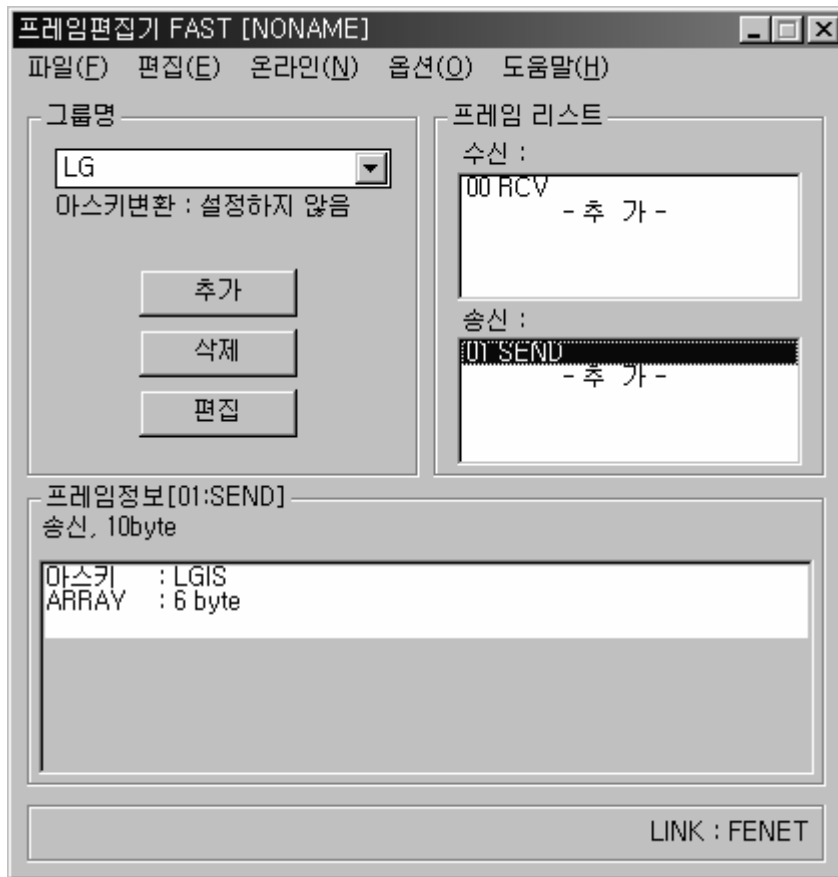 프레임편집기 FAST [NONAME]
파일(F) 편집(E) 온라인(N) 옵션(O) 도움말(H)
그룹명
LG
아스키변환 : 설정하지 않음
추가
삭제
편집
프레임 리스트
수신 :
00 RCV
- 추 가 -
송신 :
01 SEND
- 추 가 -
프레임정보[01:SEND]
송신, 10byte
아스키 : LGIS
ARRAY : 6 byte
LINK : FENET